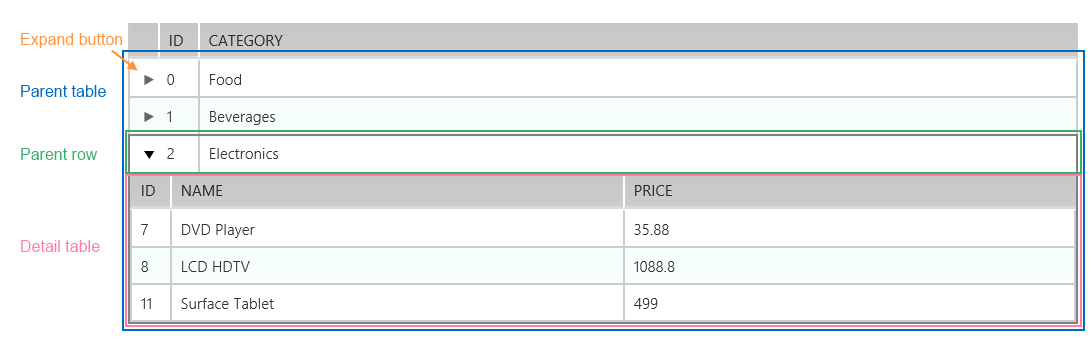 Expand button
ID CATEGORY
Parent table
0 Food
1 Beverages
Parent row
2 Electronics
ID NAME PRICE
Detail table
7 DVD Player 35.88
8 LCD HDTV 1088.8
11 Surface Tablet 499